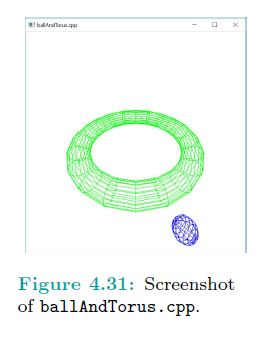 ballAndTorus.cpp
Figure 4.31: Screenshot
of ballAndTorus.cpp.